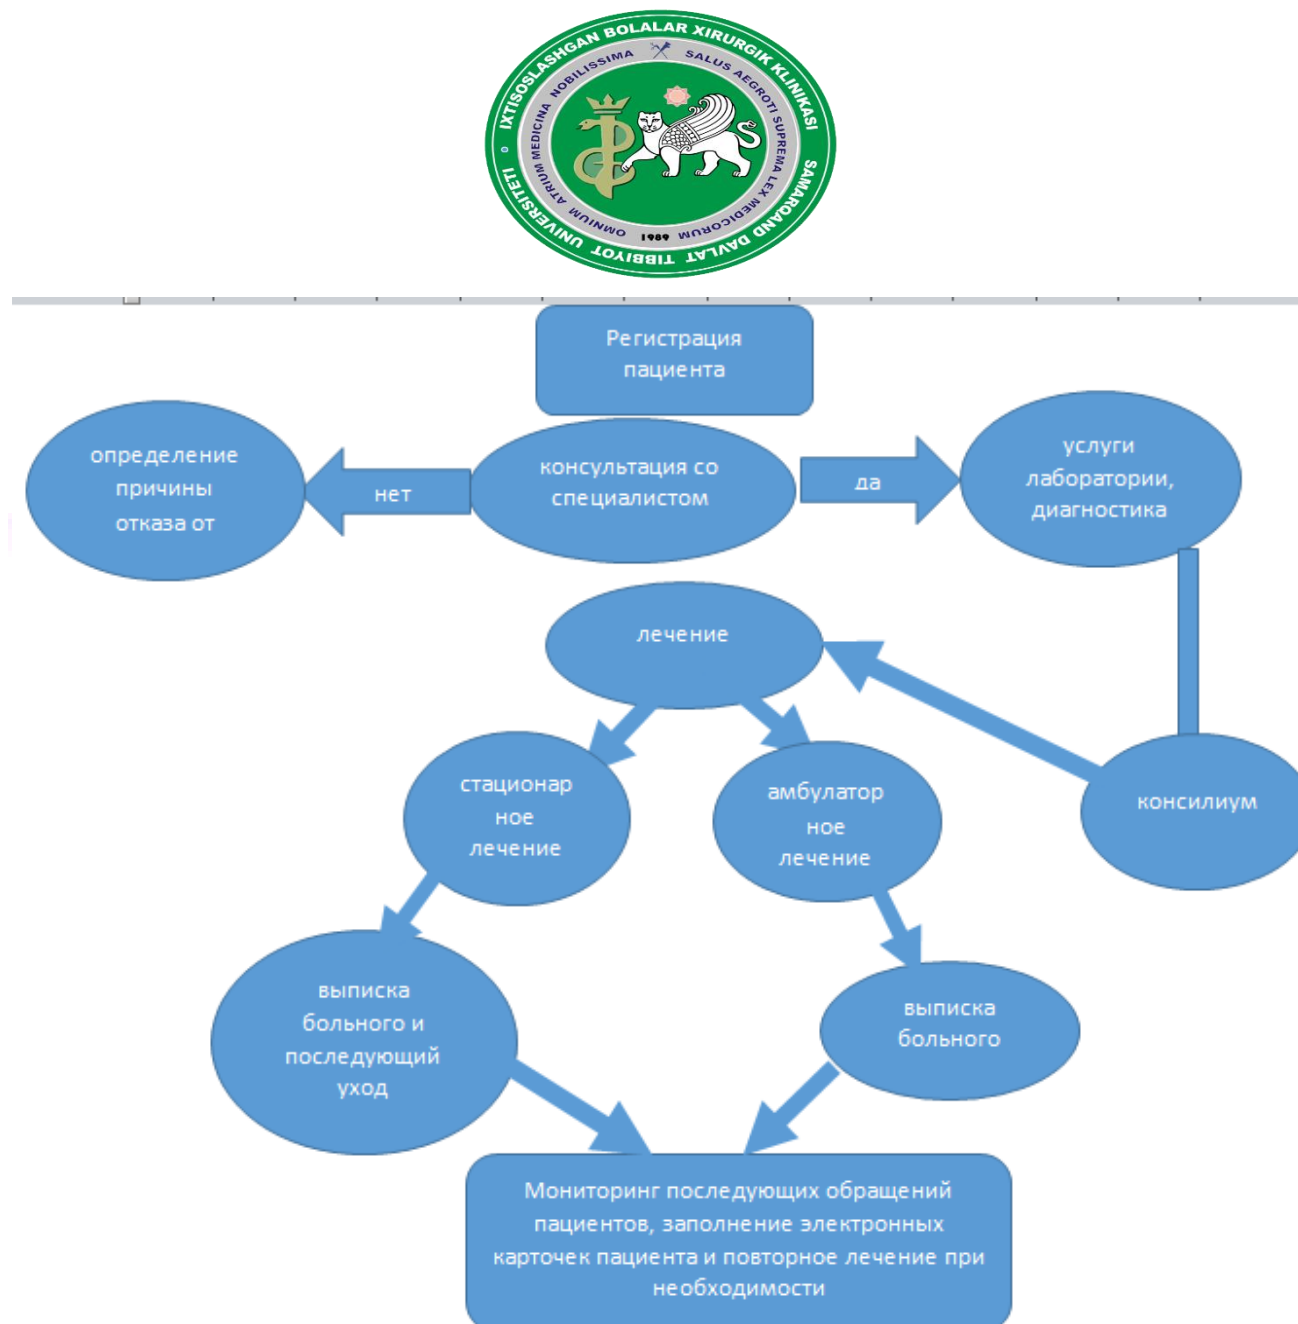 IXTISOSLASHGAN BOLALAR XIRURGIK KLINIKASI
SAMARQAND DAVLAT TIBBIYOT UNIVERSITETI
OMNIUM ATRIUM MEDICINA NOBILISSIMA
SALUS AEGROTI SUPREMA LEX MEDICORUM
1989
Регистрация
пациента
определение
причины
отказа от
нет
консультация со
специалистом
да
услуги
лаборатории,
диагностика
лечение
стационар
ное
лечение
амбулатор
ное
лечение
консилиум
выписка
больного и
последующий
уход
выписка
больного
Мониторинг последующих обращений
пациентов, заполнение электронных
карточек пациента и повторное лечение при
необходимости